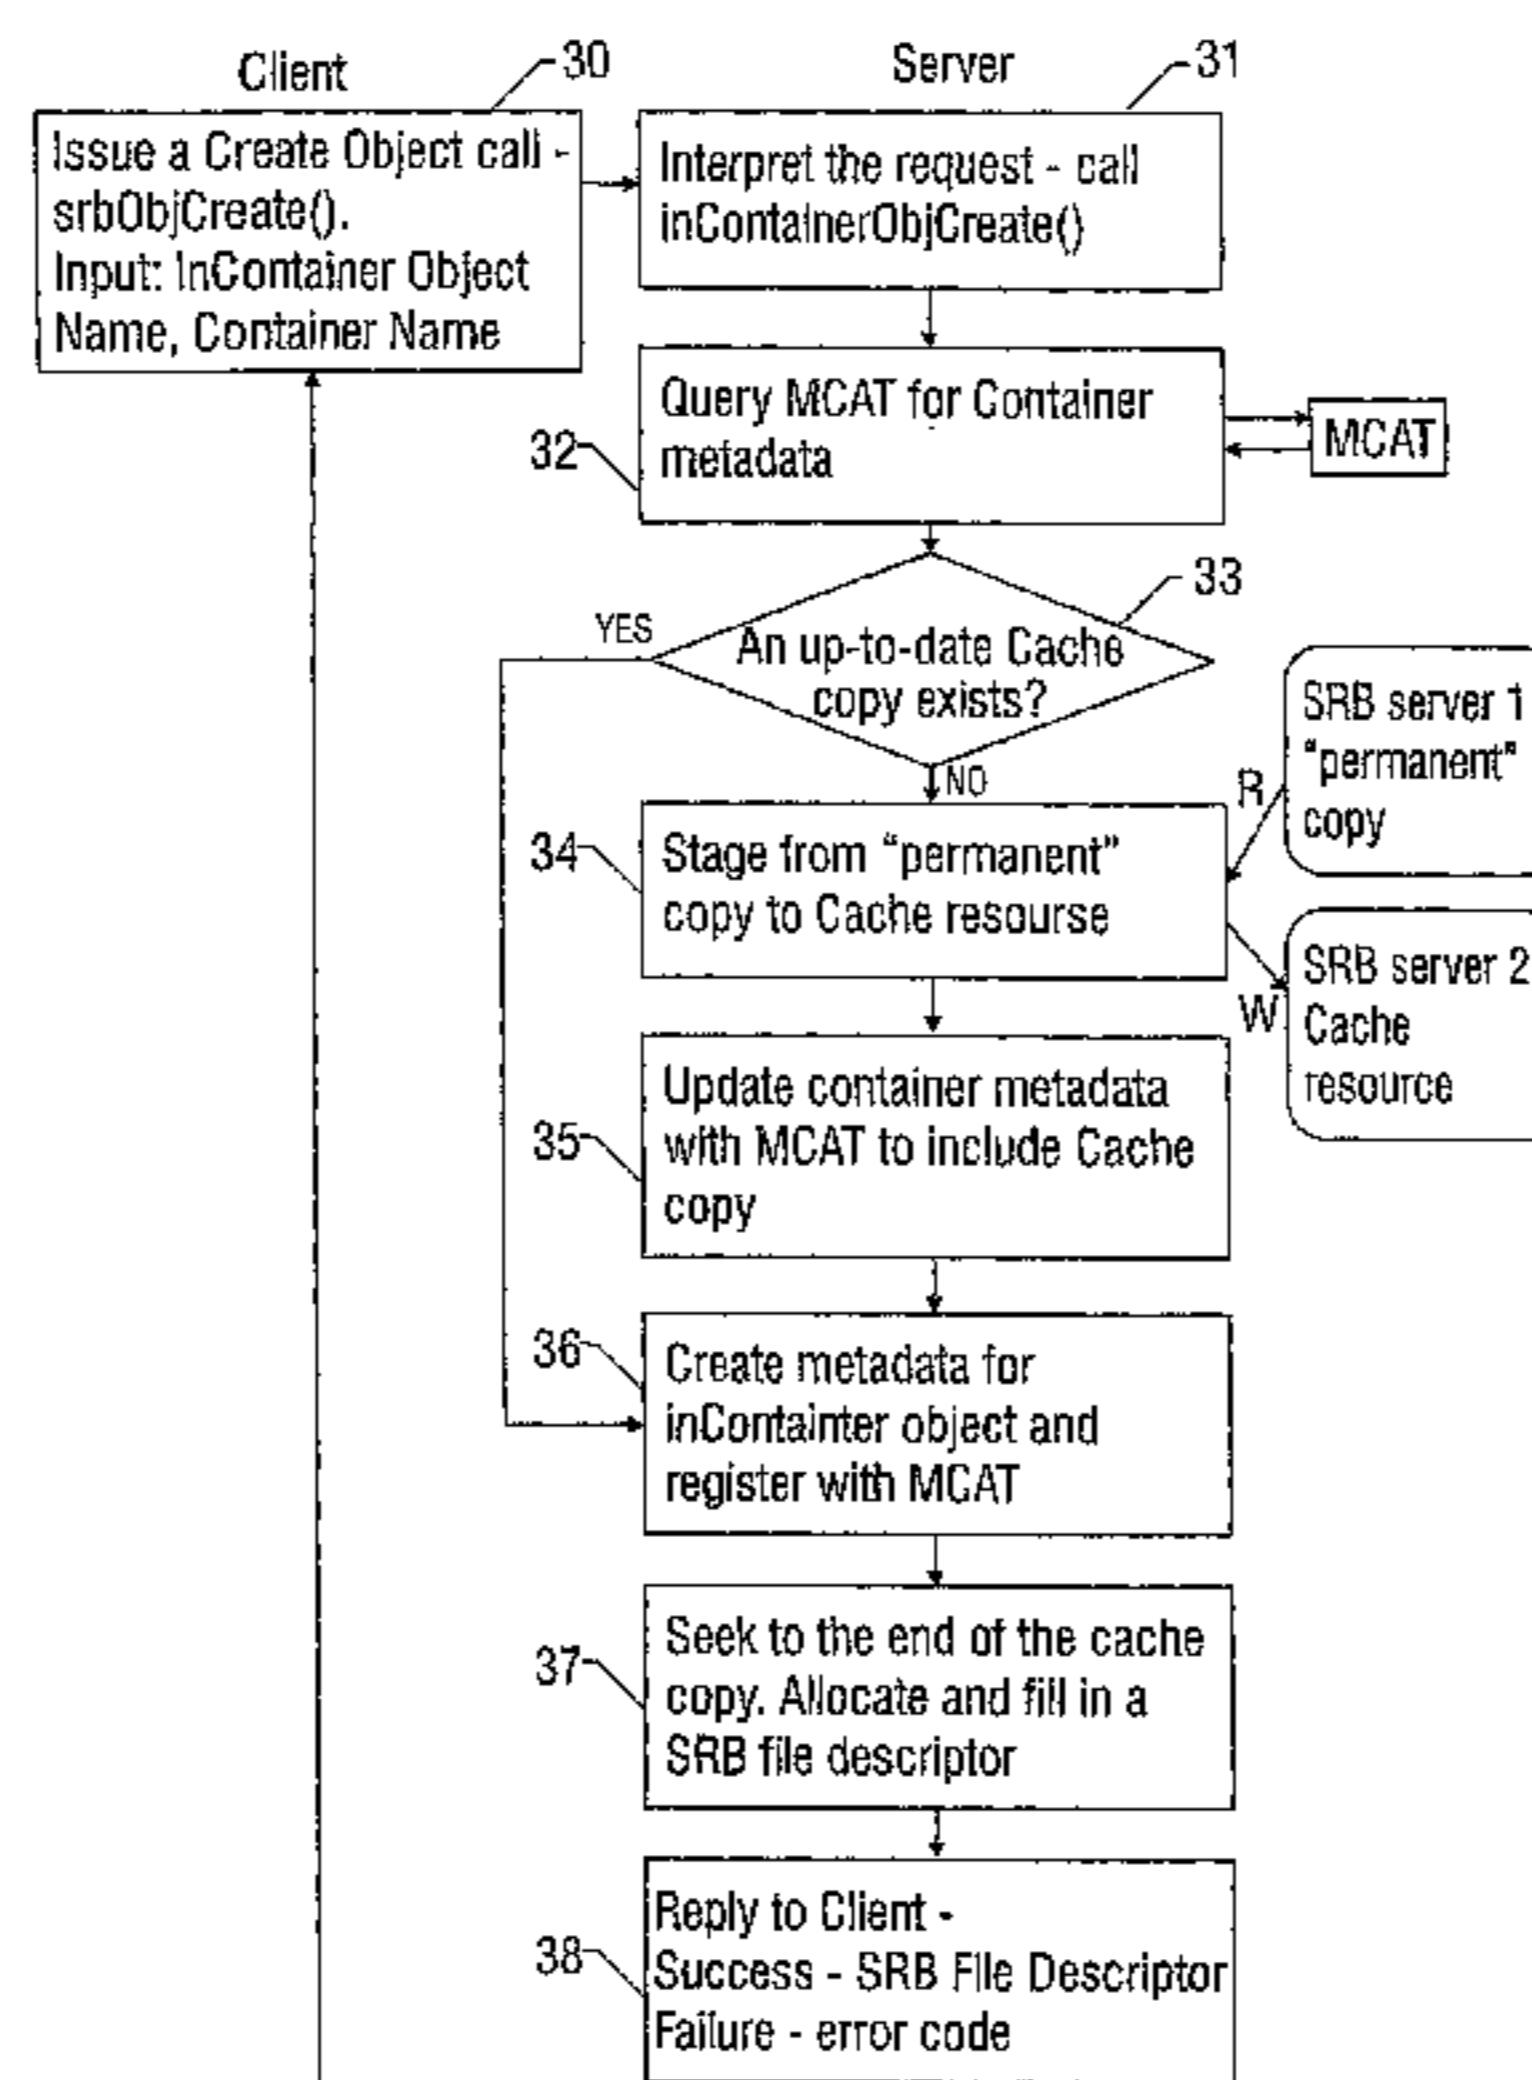 Client
30
Server
31
Issue a Create Object call -
srbObjCreate().
Input: InContainer Object
Name, Container Name
Interpret the request - call
inContainerObjCreate()
Query MCAT for Container
metadata
32
MCAT
33
YES
An up-to-date Cache
copy exists?
NO
SRB server 1
"permanent"
copy
R
34
Stage from "permanent"
copy to Cache resourse
W
SRB server 2
Cache
resource
35
Update container metadata
with MCAT to include Cache
copy
36
Create metadata for
inContainter object and
register with MCAT
37
Seek to the end of the cache
copy. Allocate and fill in a
SRB file descriptor
38
Reply to Client -
Success - SRB File Descriptor
Failure - error code